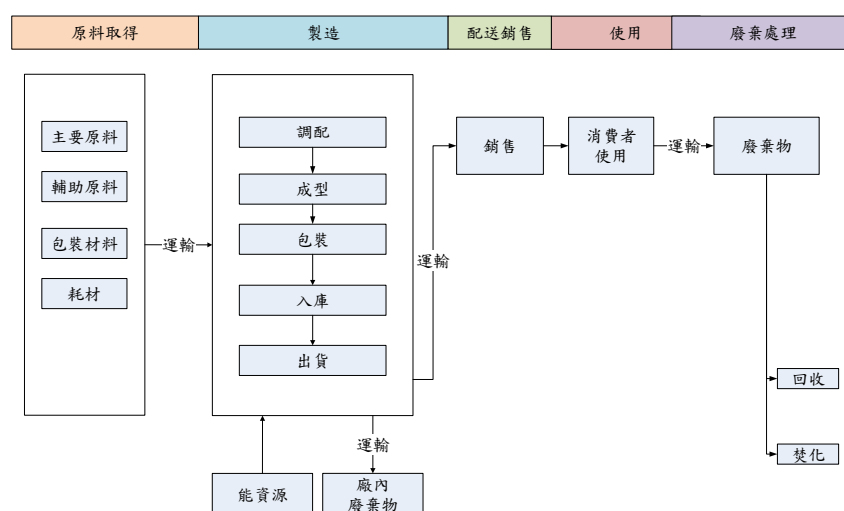 原料取得
製造
配送銷售
使用
廢棄處理
主要原料
輔助原料
包裝材料
耗材
運輸
調配
成型
包裝
入庫
出貨
能資源
運輸
廠內
廢棄物
運輸
銷售
消費者
使用
運輸
廢棄物
回收
焚化